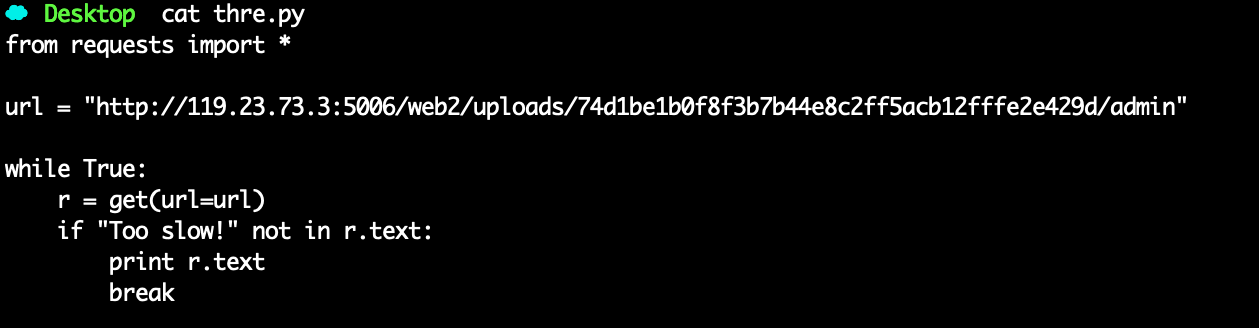 Desktop cat thre.py
from requests import *
url = "http://119.23.73.3:5006/web2/uploads/74d1be1b0f8f3b7b44e8c2ff5acb12fffe2e429d/admin"
while True:
    r = get(url=url)
    if "Too slow!" not in r.text:
        print r.text
        break